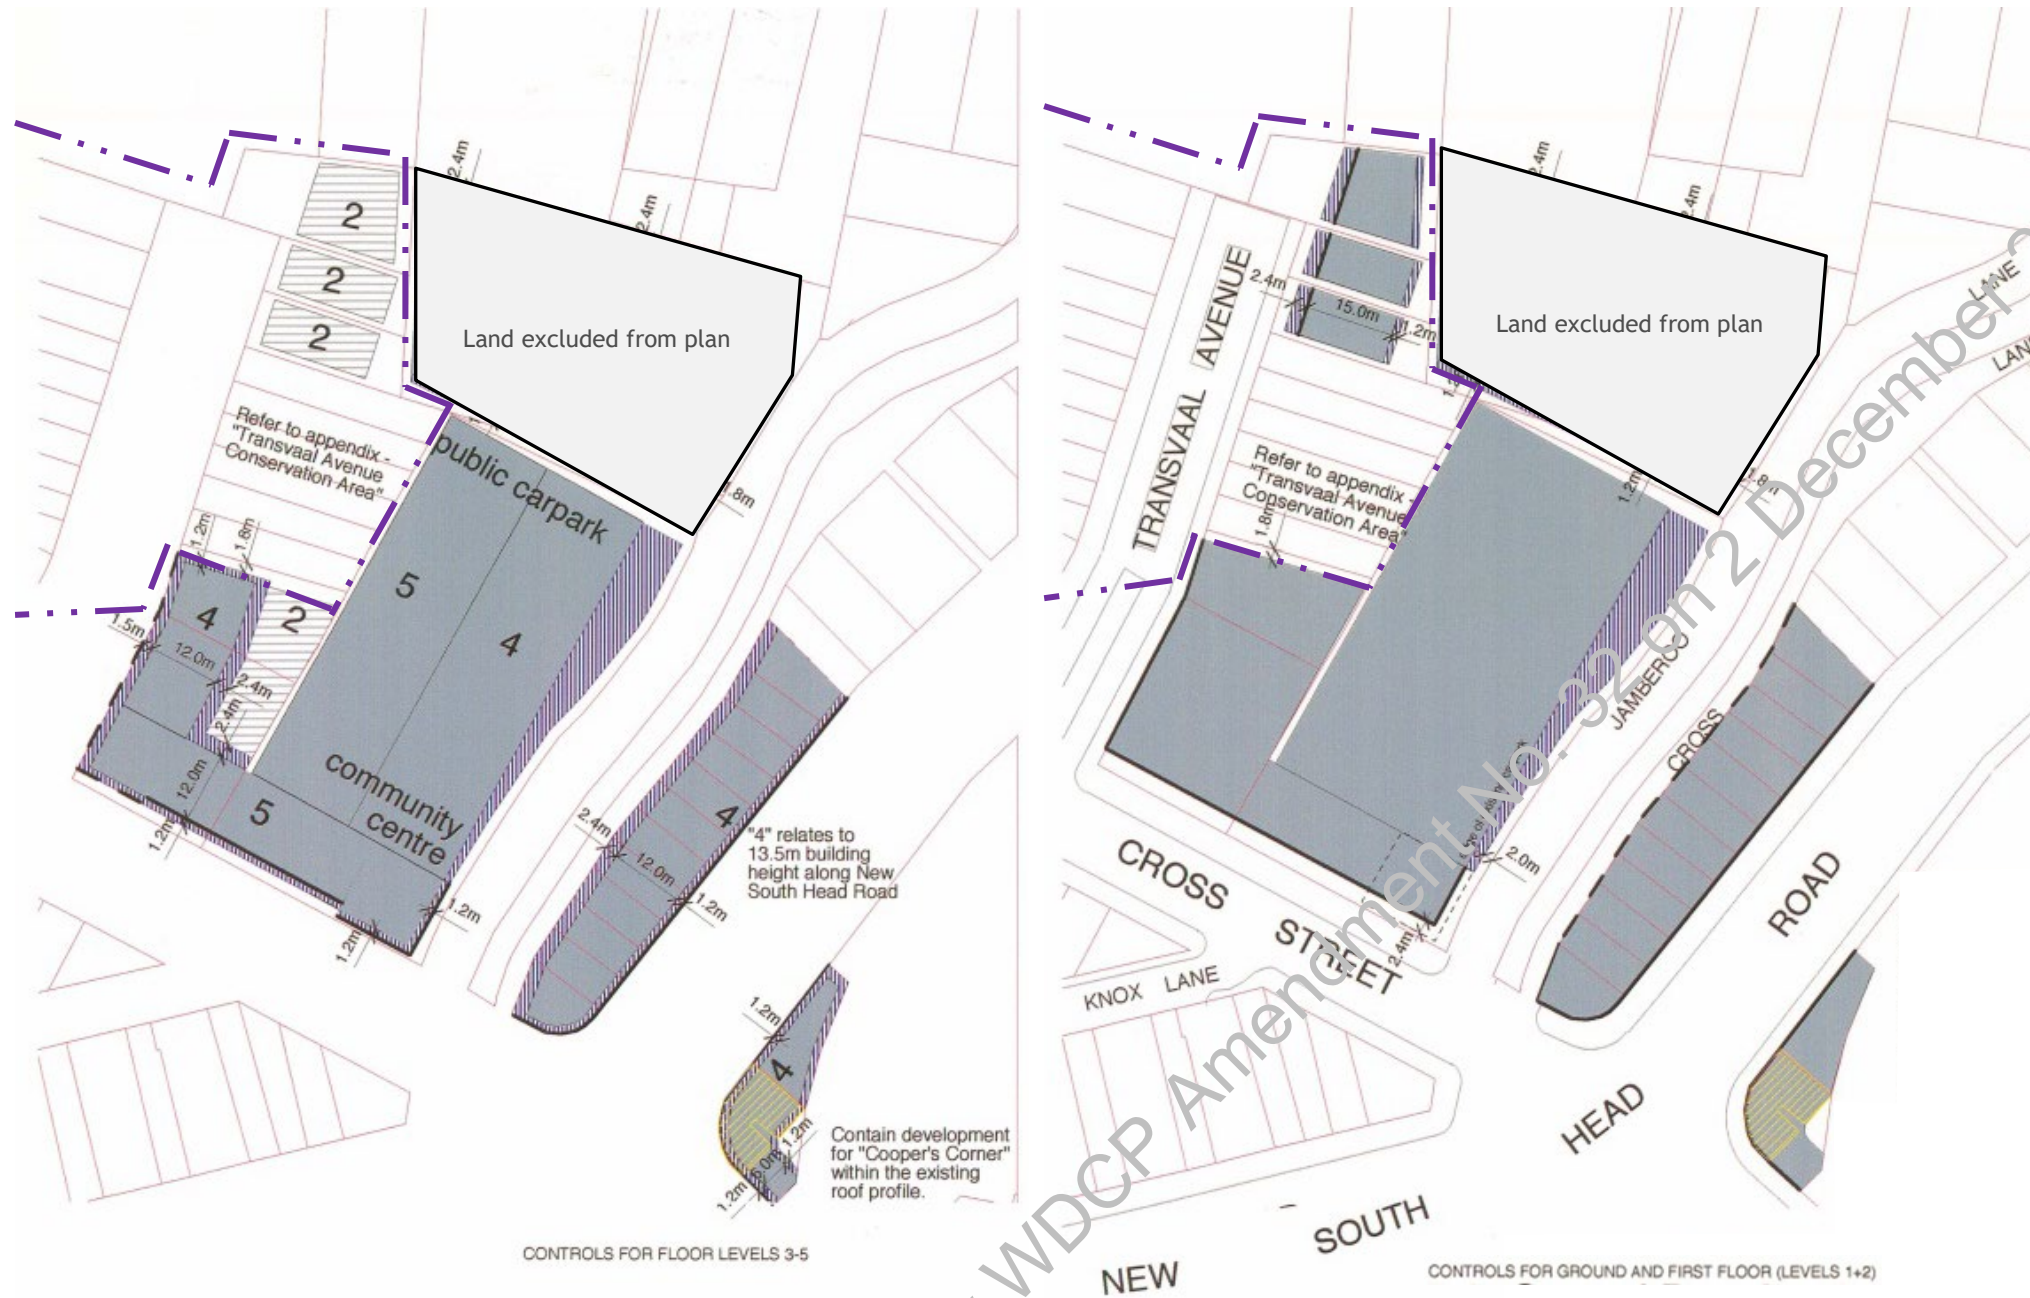 2.4m
2.4m
2
2
2
Land excluded from plan
Refer to appendix -
"Transvaal Avenue
Conservation Area"
public carpark
1.8m
1.2m
1.8m
5
4
4
2
1.5m
12.0m
2.4m
2.4m
community
centre
12.0m
5
1.2m
1.2m
1.2m
2.4m
12.0m
1.2m
4
"4" relates to
13.5m building
height along New
South Head Road
1.2m
4
1.2m
6.0m
1.2m
Contain development
for "Cooper's Corner"
within the existing
roof profile.
CONTROLS FOR FLOOR LEVELS 3-5
2.4m
2.4m
TRANSVAAL AVENUE
2.4m
15.0m
1.2m
Land excluded from plan
LANE
Refer to appendix -
"Transvaal Avenue
Conservation Area"
1.8m
1.2m
JAMBEROO
CROSS
2.0m
2.4m
CROSS
STREET
KNOX LANE
ROAD
HEAD
SOUTH
NEW
WDCP Amendment No. 32 on 2 December
CONTROLS FOR GROUND AND FIRST FLOOR (LEVELS 1+2)